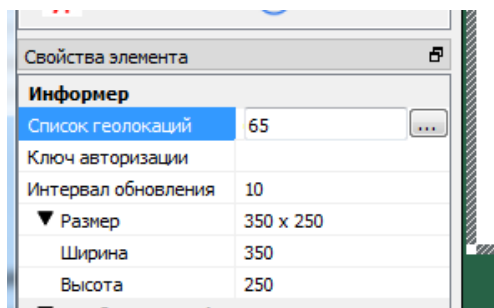 Свойства элемента
Информер
Список геолокаций 65 ...
Ключ авторизации
Интервал обновления 10
Размер 350 x 250
Ширина 350
Высота 250